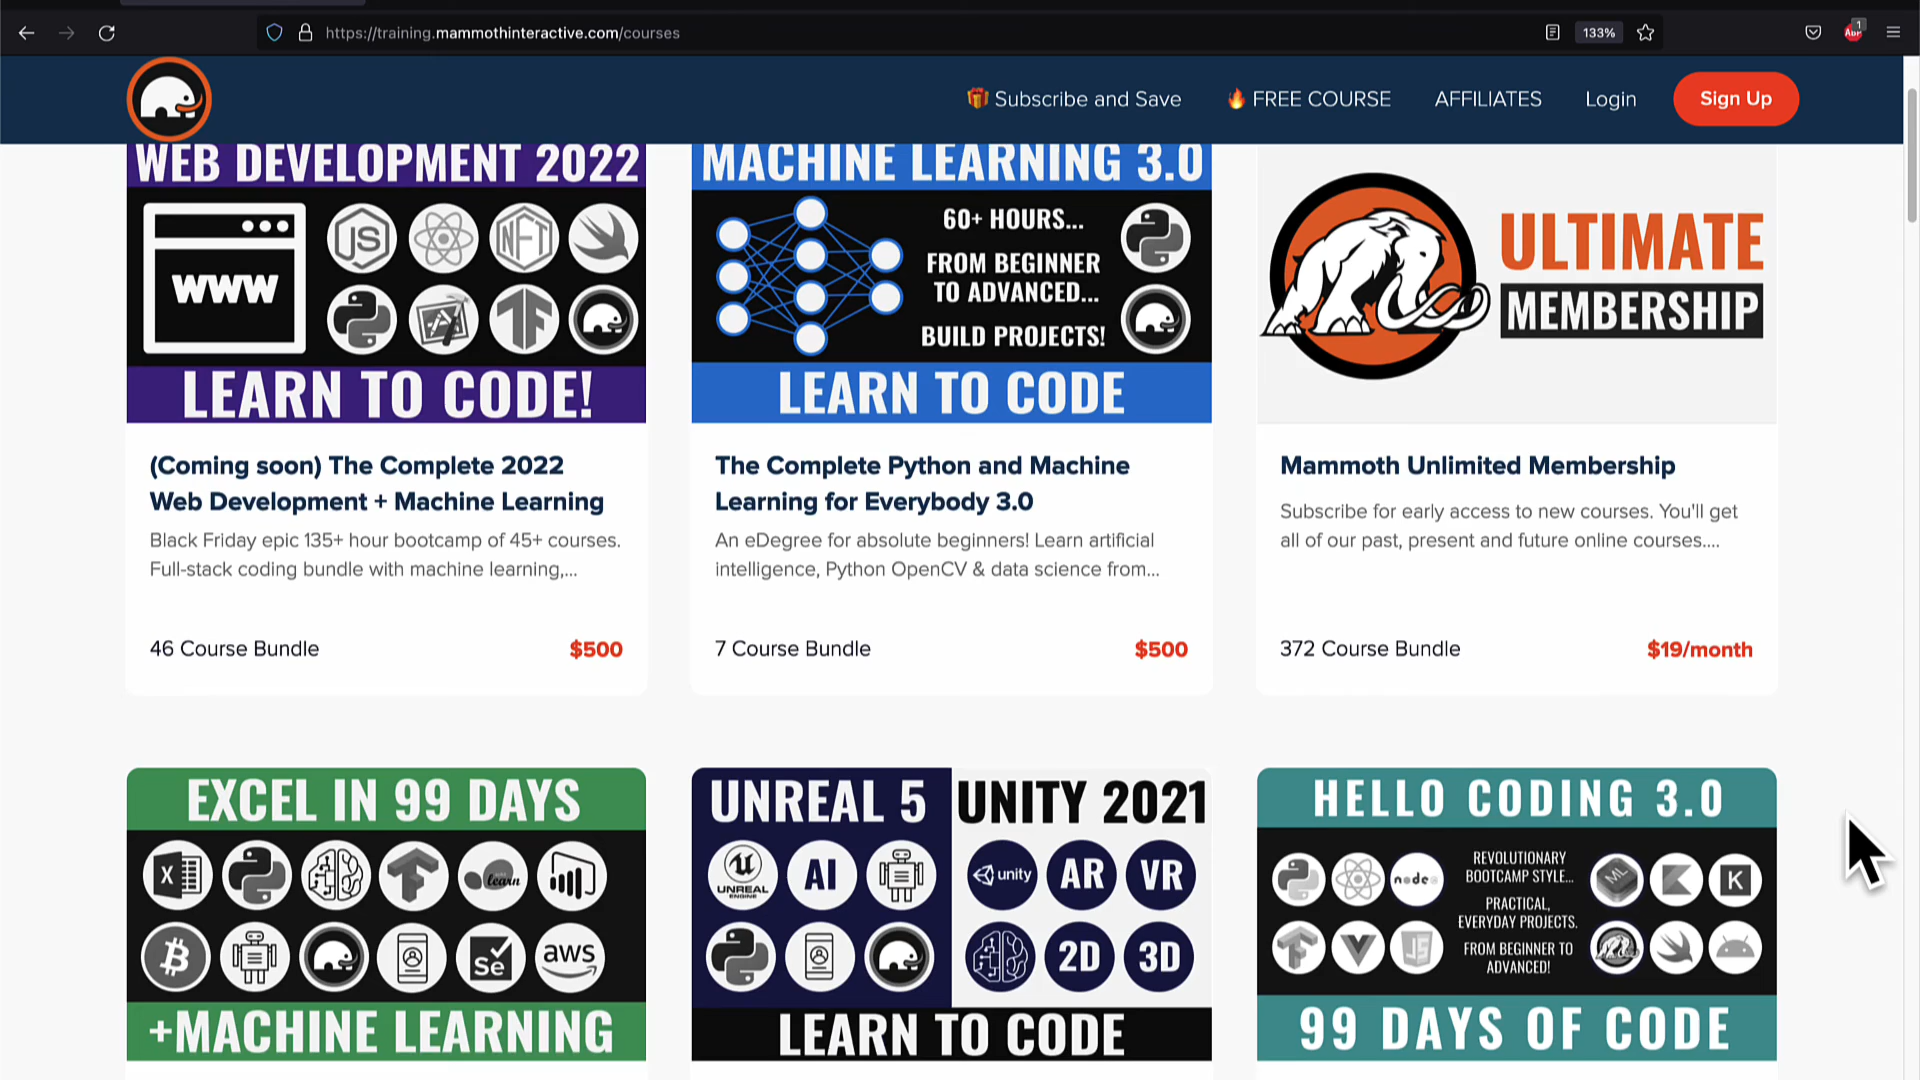 https://training.mammothinteractive.com/courses
133%
1
ABP
🎁 Subscribe and Save
🔥 FREE COURSE
AFFILIATES
Login
Sign Up
WEB DEVELOPMENT 2022
WWW
JS
NFT
LEARN TO CODE!
(Coming soon) The Complete 2022
Web Development + Machine Learning
Black Friday epic 135+ hour bootcamp of 45+ courses.
Full-stack coding bundle with machine learning,...
46 Course Bundle
$500
MACHINE LEARNING 3.0
60+ HOURS...
FROM BEGINNER
TO ADVANCED...
BUILD PROJECTS!
LEARN TO CODE
The Complete Python and Machine
Learning for Everybody 3.0
An eDegree for absolute beginners! Learn artificial
intelligence, Python OpenCV & data science from...
7 Course Bundle
$500
ULTIMATE
MEMBERSHIP
Mammoth Unlimited Membership
Subscribe for early access to new courses. You'll get
all of our past, present and future online courses....
372 Course Bundle
$19/month
EXCEL IN 99 DAYS
X
learn
Se
aws
+MACHINE LEARNING
UNREAL 5
UNREAL
ENGINE
AI
UNITY 2021
unity
AR
VR
2D
3D
LEARN TO CODE
HELLO CODING 3.0
node
REVOLUTIONARY
BOOTCAMP STYLE...
PRACTICAL,
EVERYDAY PROJECTS.
FROM BEGINNER TO
ADVANCED!
ML
K
JS
99 DAYS OF CODE